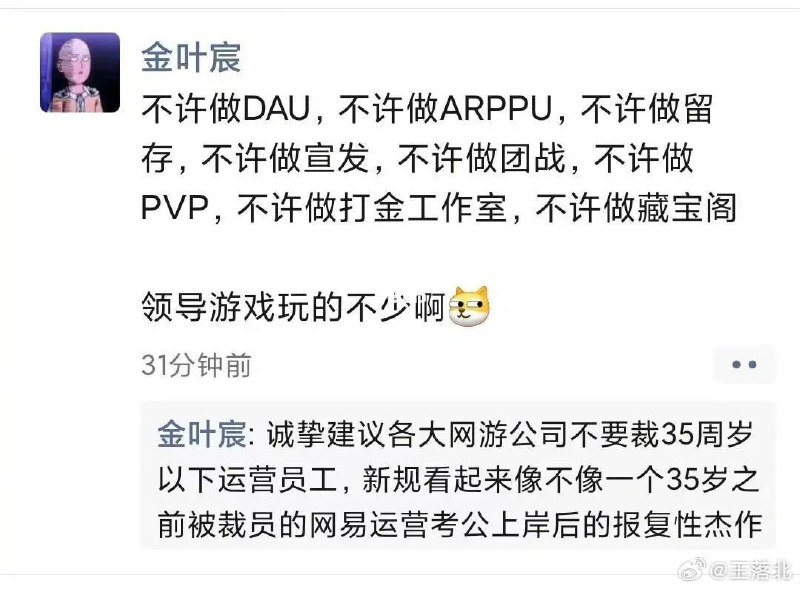 金叶宸
不许做DAU，不许做ARPPU，不许做留
存，不许做宣发，不许做团战，不许做
PVP，不许做打金工作室，不许做藏宝阁
领导游戏玩的不少啊
31分钟前
金叶宸: 诚挚建议各大网游公司不要裁35周岁
以下运营员工，新规看起来像不像一个35岁之
前被裁员的网易运营考公上岸后的报复性杰作
@王落北